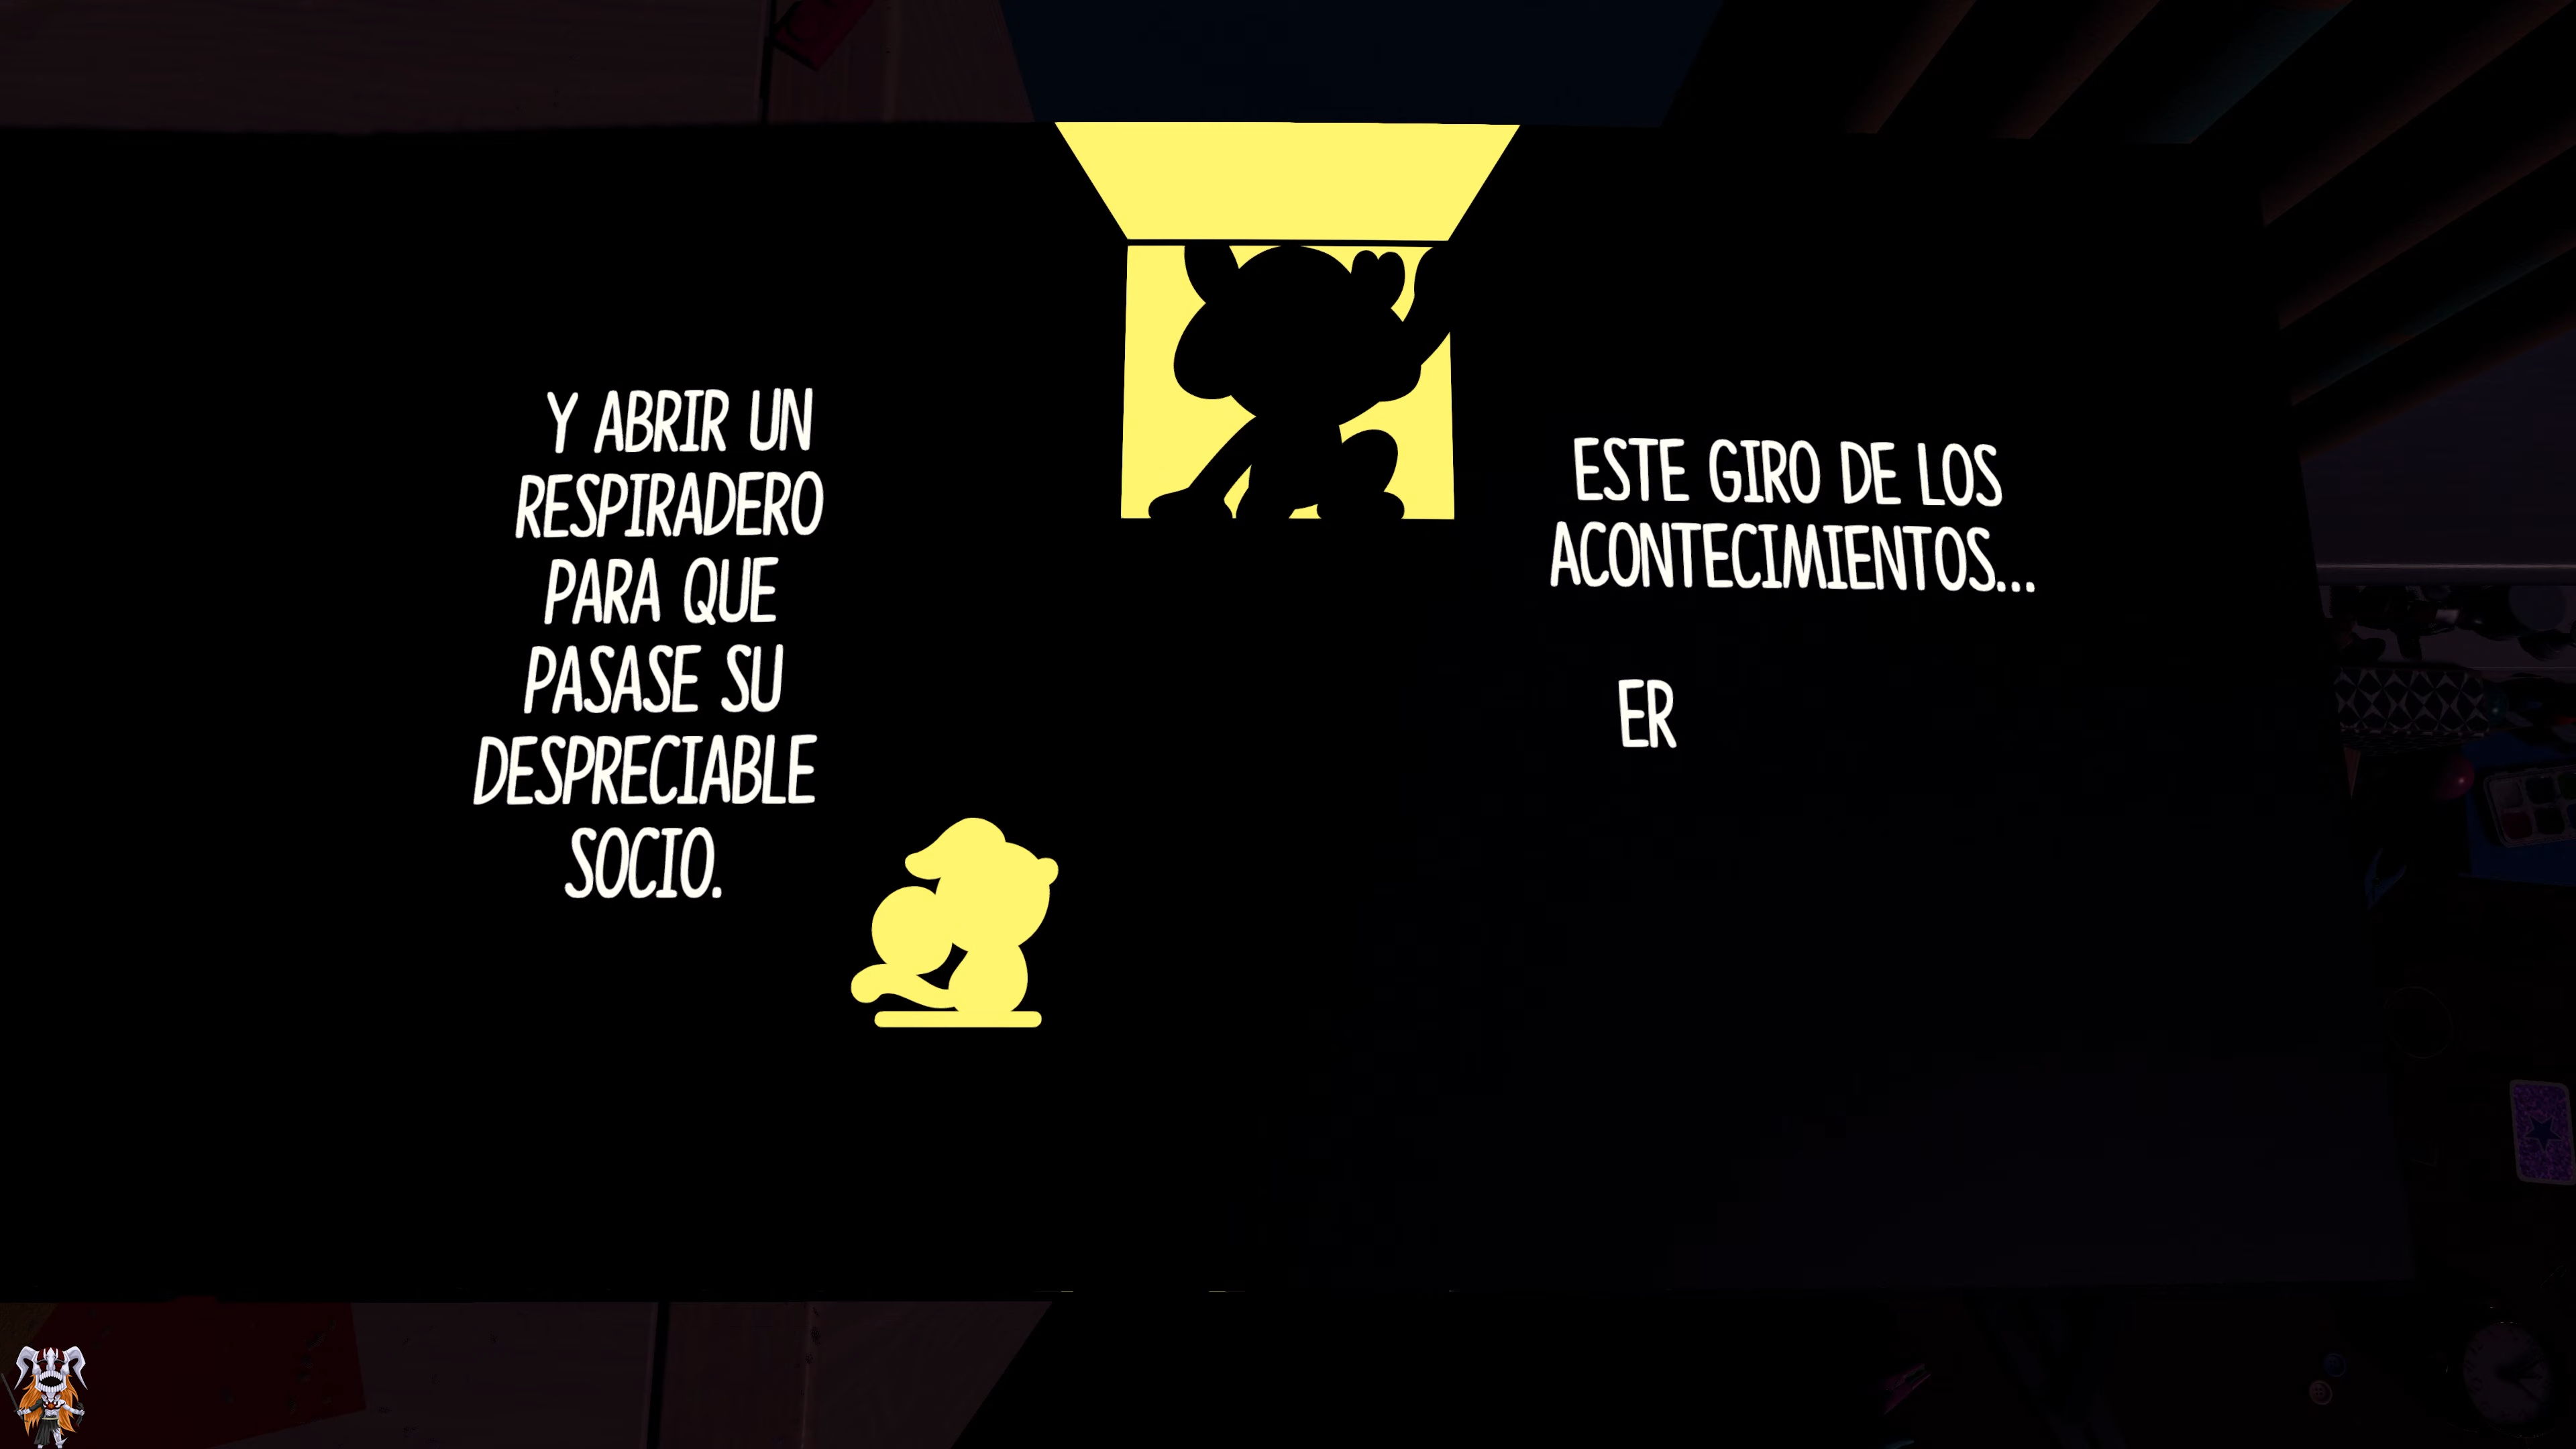 Y ABRIR UN
RESPIRADERO
PARA QUE
PASASE SU
DESPRECIABLE
SOCIO.
ESTE GIRO DE LOS
ACONTECIMIENTOS...
ER